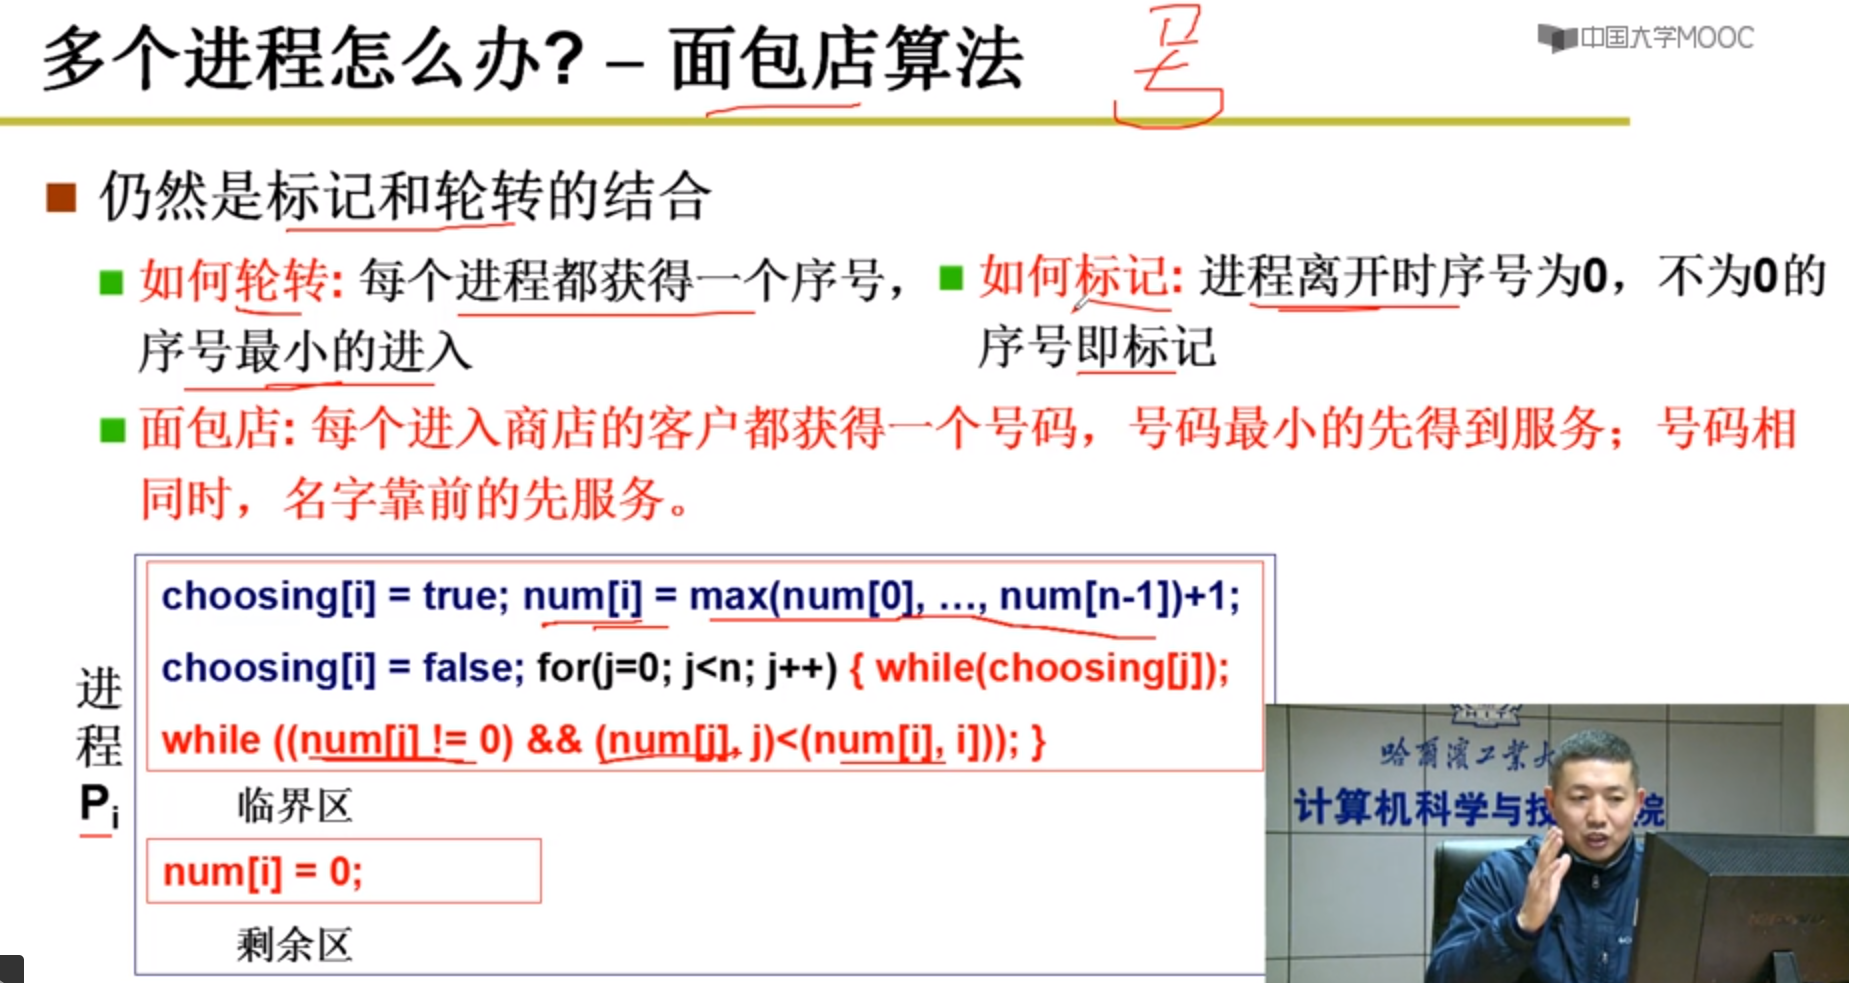 多个进程怎么办? – 面包店算法
号
中国大学MOOC
仍然是标记和轮转的结合
如何轮转: 每个进程都获得一个序号，
序号最小的进入
如何标记: 进程离开时序号为0，不为0的
序号即标记
面包店: 每个进入商店的客户都获得一个号码，号码最小的先得到服务；号码相
同时，名字靠前的先服务。
进程Pi
choosing[i] = true; num[i] = max(num[0], …, num[n-1])+1;
choosing[i] = false; for(j=0; j<n; j++) { while(choosing[j]);
while ((num[j] != 0) && (num[j], j)<(num[i], i])); }
临界区
num[i] = 0;
剩余区
HIT
哈尔滨工业大
计算机科学与技 院